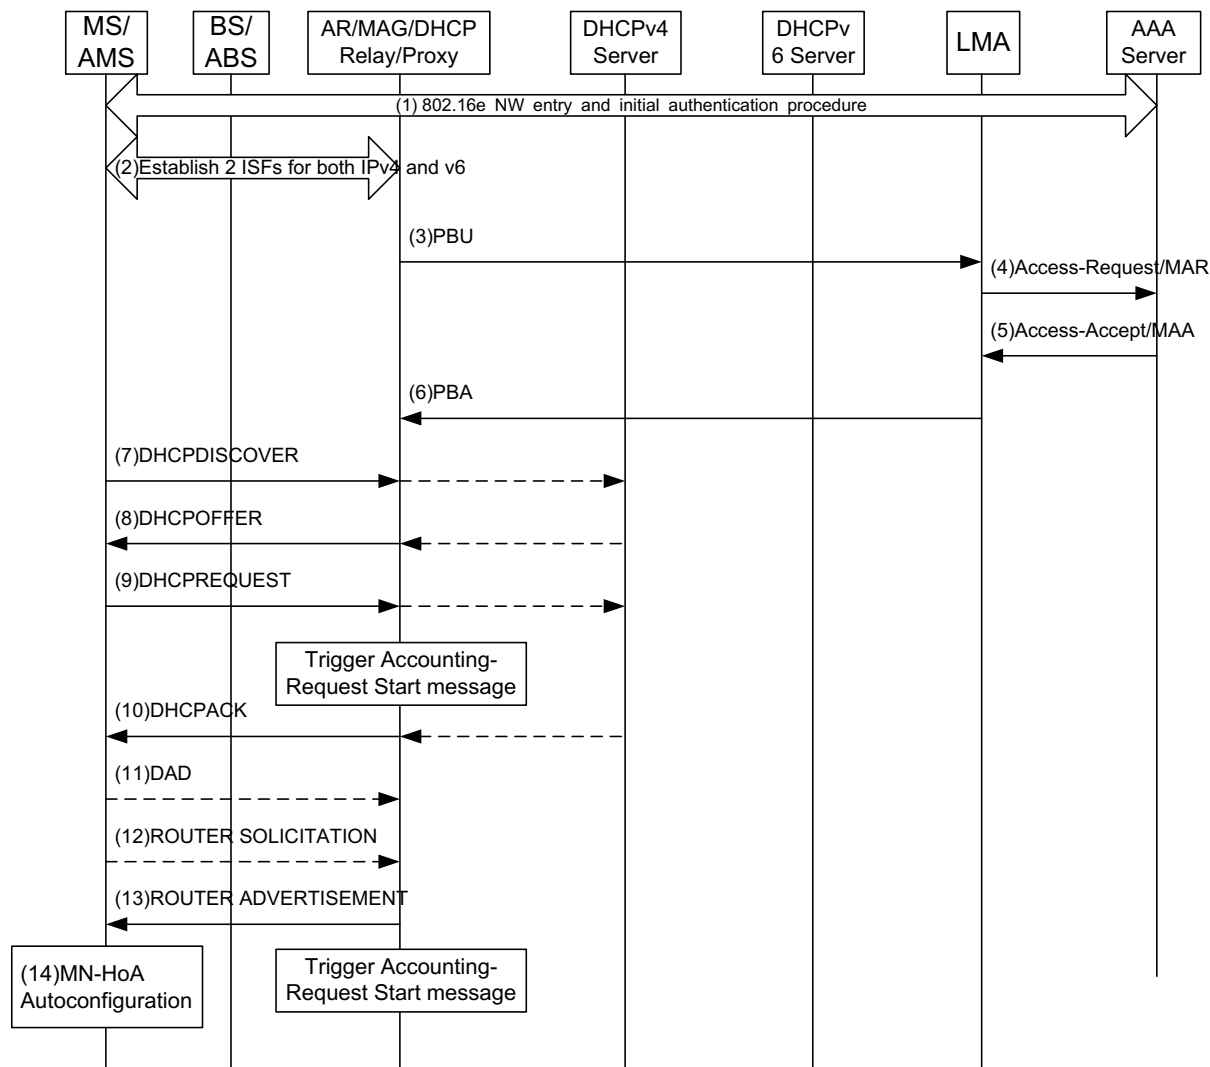 MS/
AMS
BS/
ABS
AR/MAG/DHCP
Relay/Proxy
DHCPv4
Server
DHCPv
6 Server
LMA
AAA
Server
(1) 802.16e NW entry and initial authentication procedure
(2)Establish 2 ISFs for both IPv4 and v6
(3)PBU
(4)Access-Request/MAR
(5)Access-Accept/MAA
(6)PBA
(7)DHCPDISCOVER
(8)DHCPOFFER
(9)DHCPREQUEST
Trigger Accounting-
Request Start message
(10)DHCPACK
(11)DAD
(12)ROUTER SOLICITATION
(13)ROUTER ADVERTISEMENT
(14)MN-HoA
Autoconfiguration
Trigger Accounting-
Request Start message